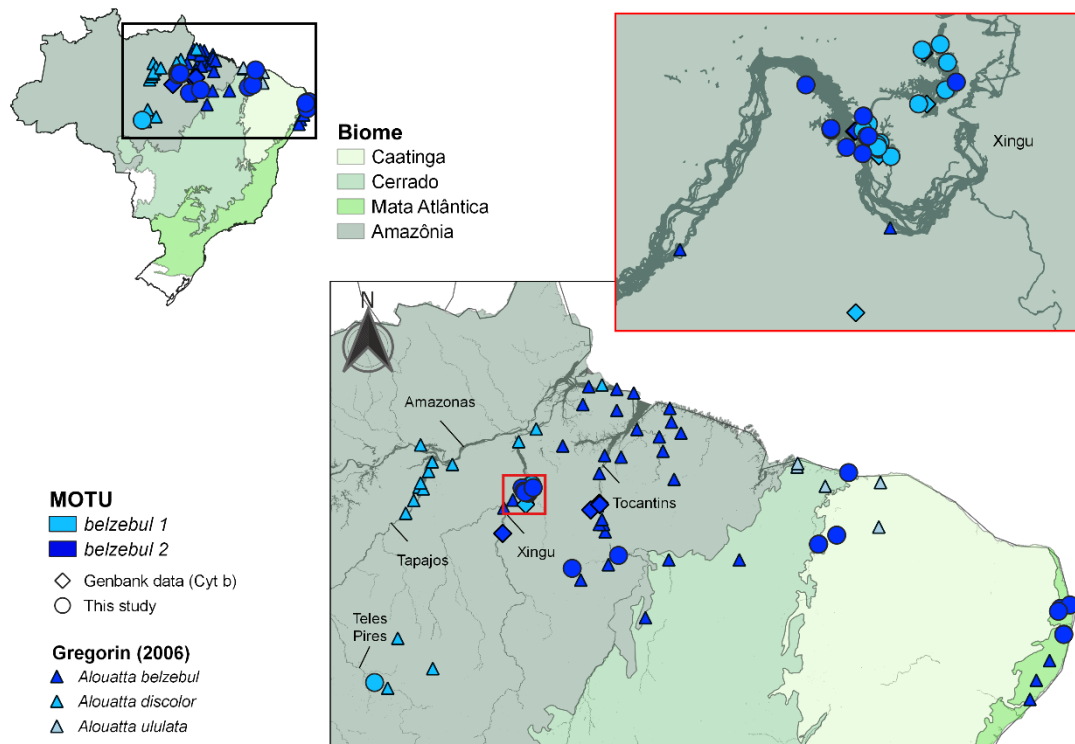 Biome
Caatinga
Cerrado
Mata Atlântica
Amazônia
Xingu
N
Amazonas
Tocantins
Tapajos
Xingu
Teles
Pires
MOTU
belzebul 1
belzebul 2
Genbank data (Cyt b)
This study
Gregorin (2006)
Alouatta belzebul
Alouatta discolor
Alouatta ululata